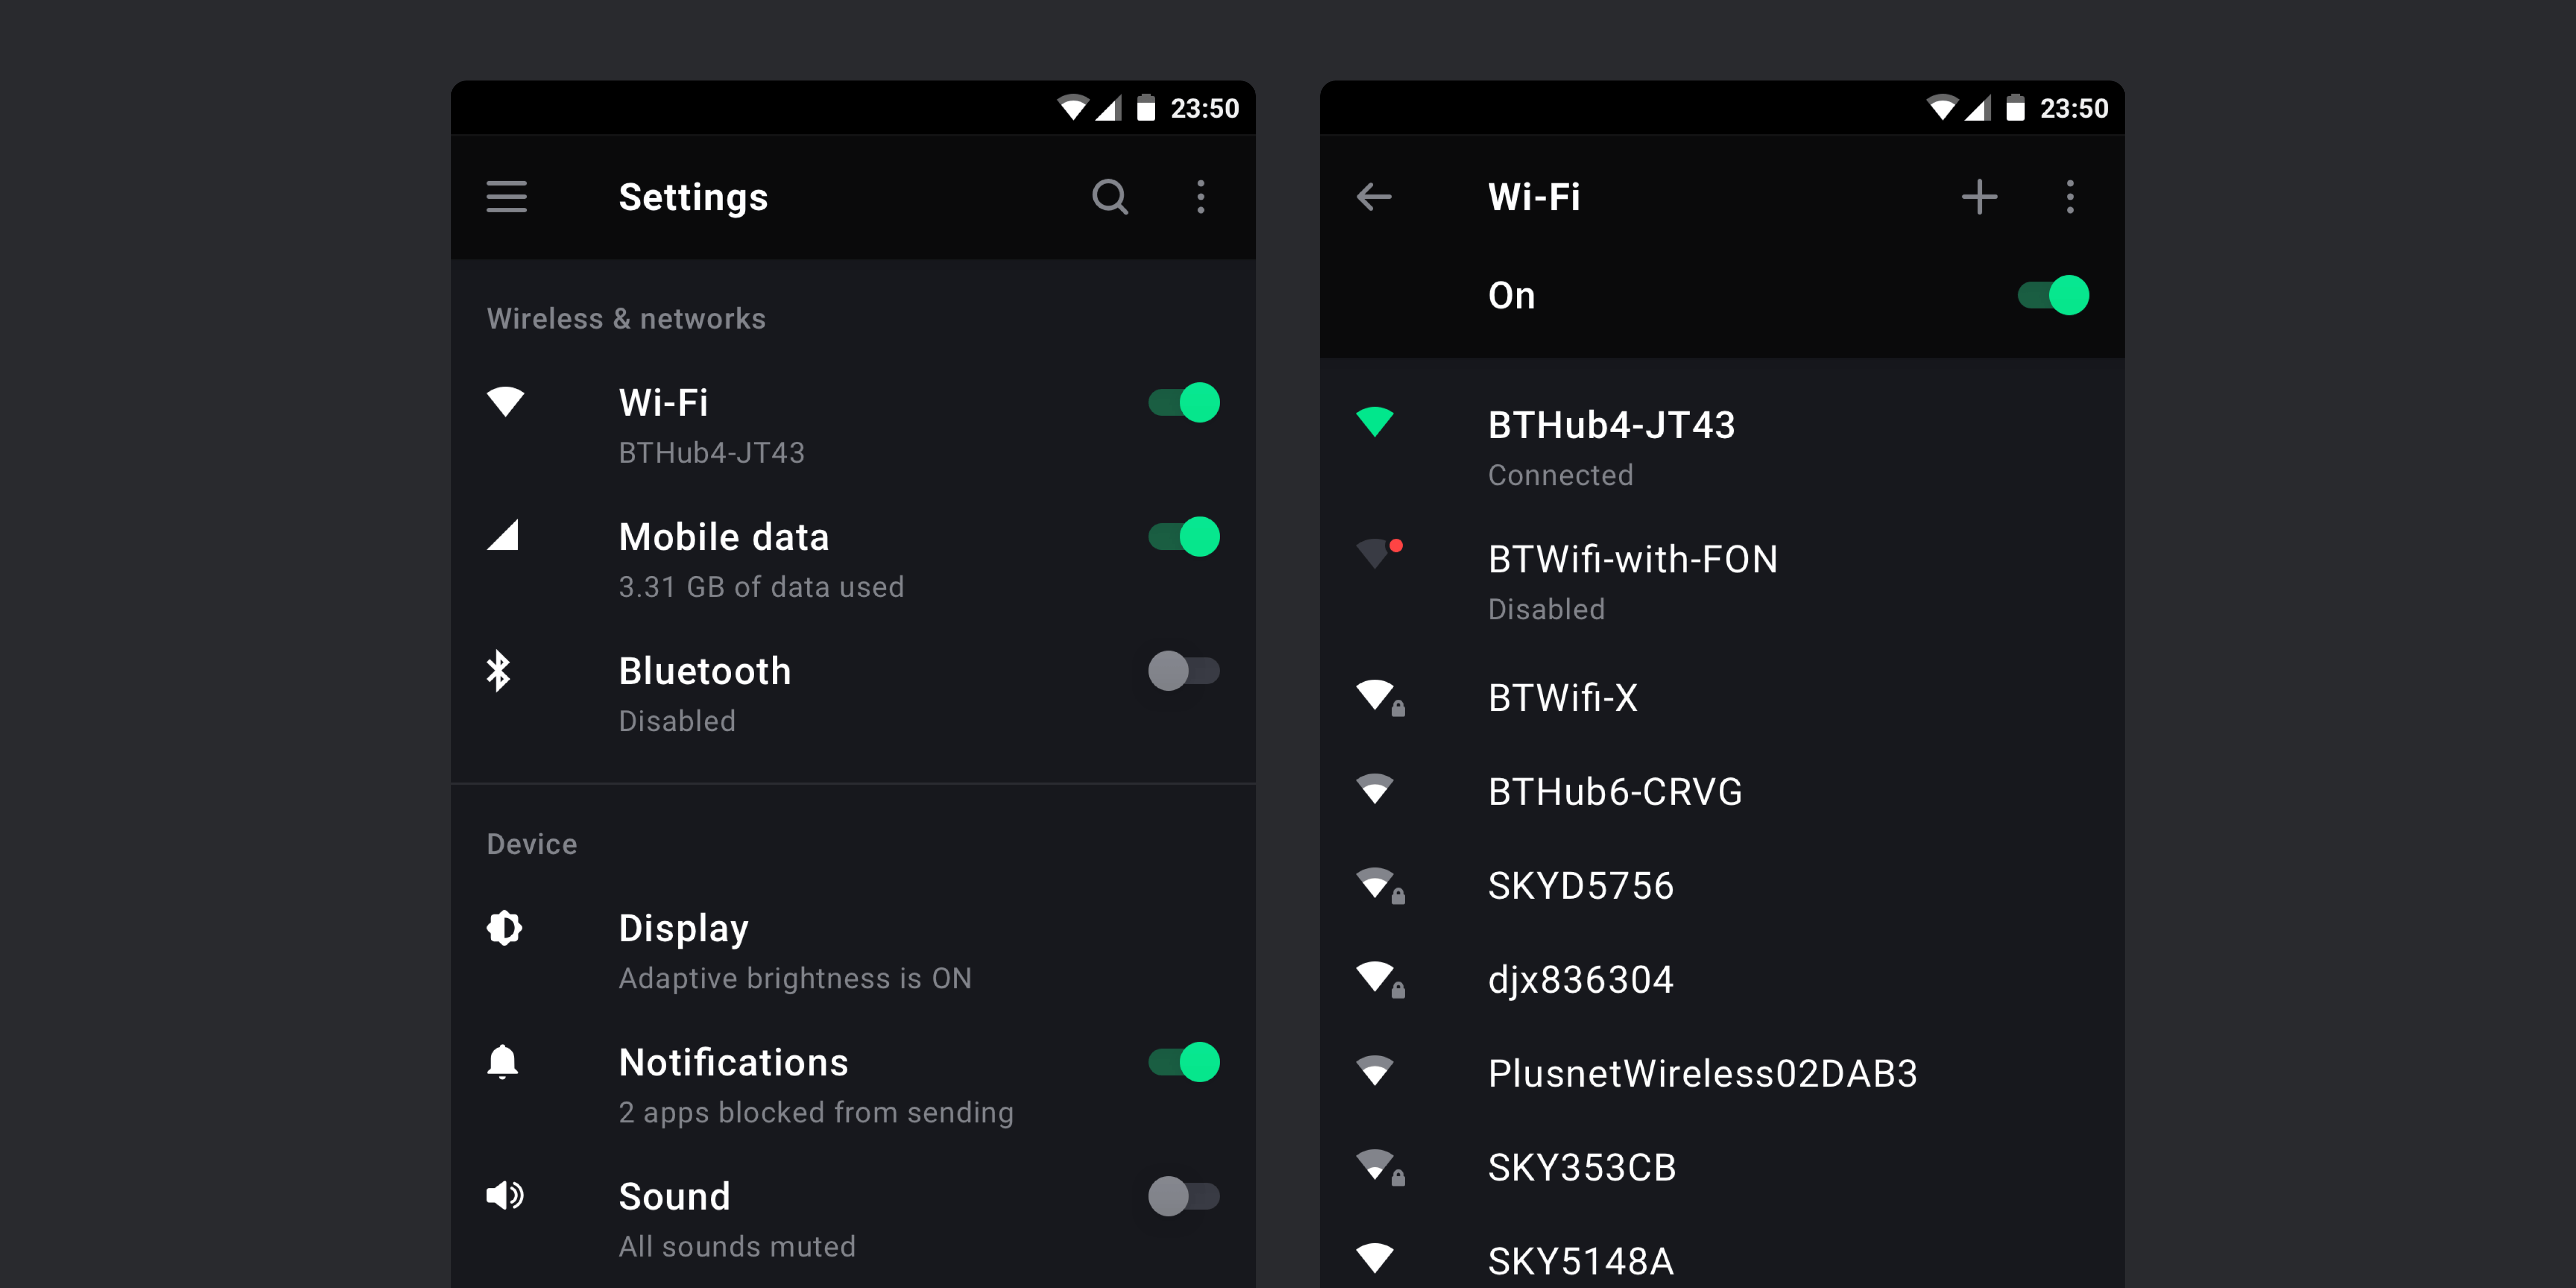 23:50
Settings
Wireless & networks
Wi-Fi
BTHub4-JT43
Mobile data
3.31 GB of data used
Bluetooth
Disabled
Device
Display
Adaptive brightness is ON
Notifications
2 apps blocked from sending
Sound
All sounds muted
23:50
Wi-Fi
On
BTHub4-JT43
Connected
BTWifi-with-FON
Disabled
BTWifi-X
BTHub6-CRVG
SKYD5756
djx836304
PlusnetWireless02DAB3
SKY353CB
SKY5148A